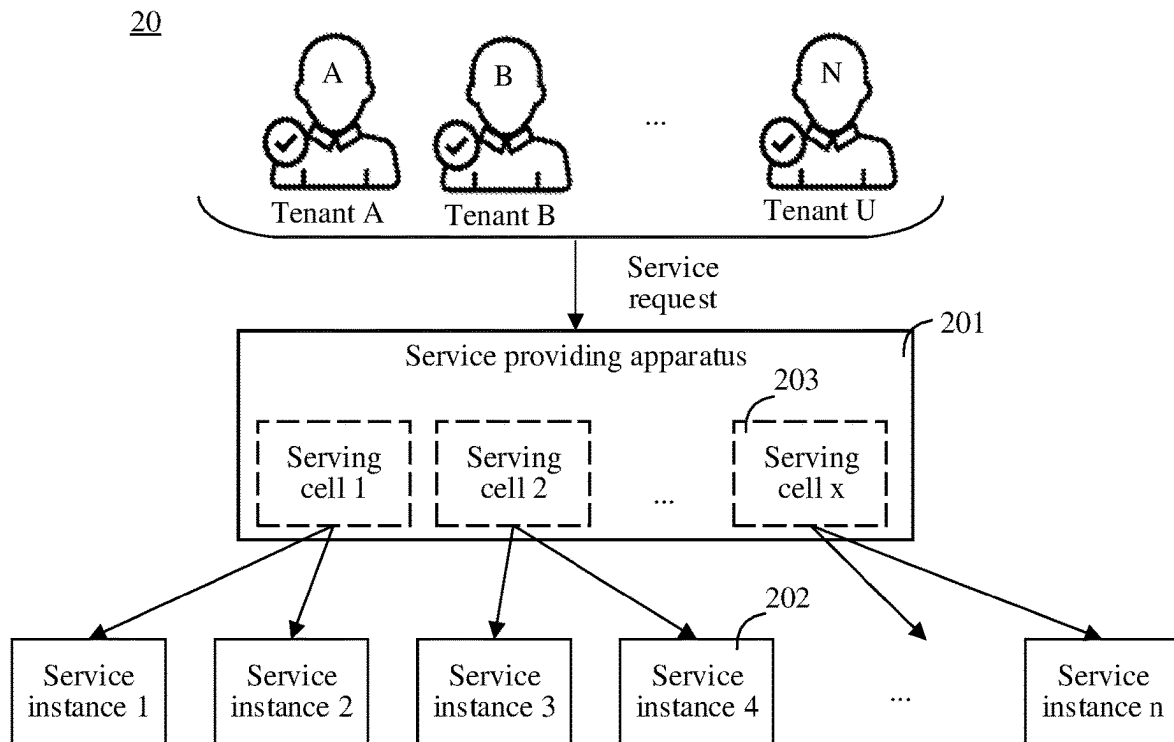 20
A
B
N
...
Tenant A
Tenant B
Tenant U
Service
request
201
Service providing apparatus
203
Serving
cell 1
Serving
cell 2
...
Serving
cell x
202
Service
instance 1
Service
instance 2
Service
instance 3
Service
instance 4
...
Service
instance n